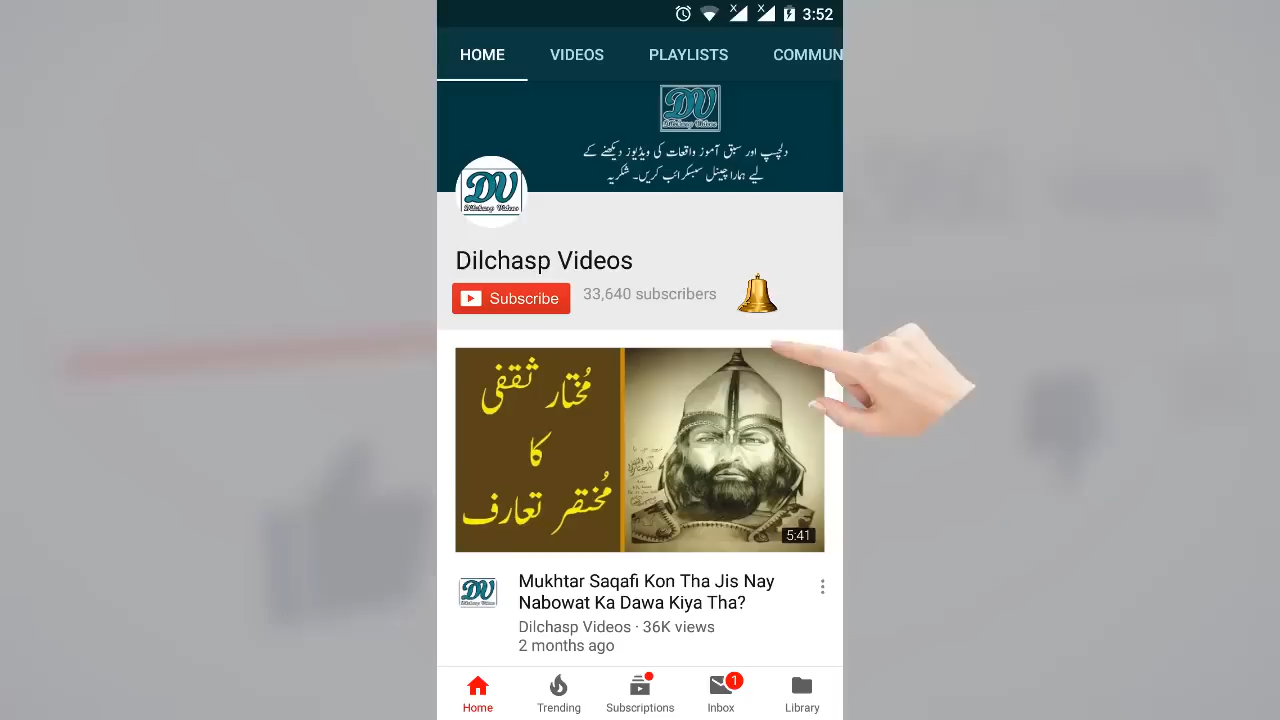 3:52
HOME VIDEOS PLAYLISTS COMMUN
DV
Dilchasp Videos
دلچسپ اور سبق آموز واقعات کی ویڈیوز دیکھنے کے
لیے ہمارا چینل سبسکرائب کریں۔ شکریہ
DV
Dilchasp Videos
Dilchasp Videos
Subscribe 33,640 subscribers
مُختار ثقفی
کا
مُختصر تعارف
5:41
DV
Mukhtar Saqafi Kon Tha Jis Nay
Nabowat Ka Dawa Kiya Tha?
Dilchasp Videos · 36K views
2 months ago
1
Home Trending Subscriptions Inbox Library